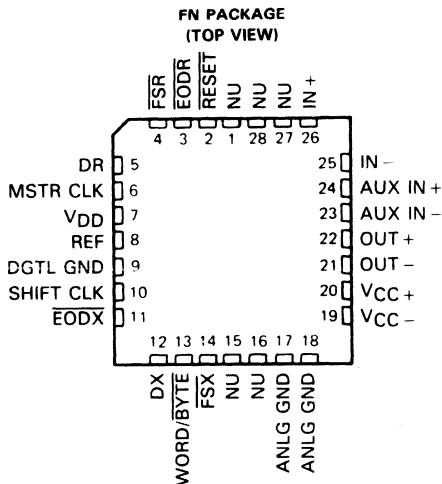 FN PACKAGE
(TOP VIEW)
FSR
EODR
RESET
NU
NU
NU
IN +
4 3 2 1 28 27 26
DR 5
MSTR CLK 6
VDD 7
REF 8
DGTL GND 9
SHIFT CLK 10
EODX 11
25 IN −
24 AUX IN +
23 AUX IN −
22 OUT +
21 OUT −
20 VCC +
19 VCC −
12 13 14 15 16 17 18
DX
WORD/BYTE
FSX
NU
NU
ANLG GND
ANLG GND